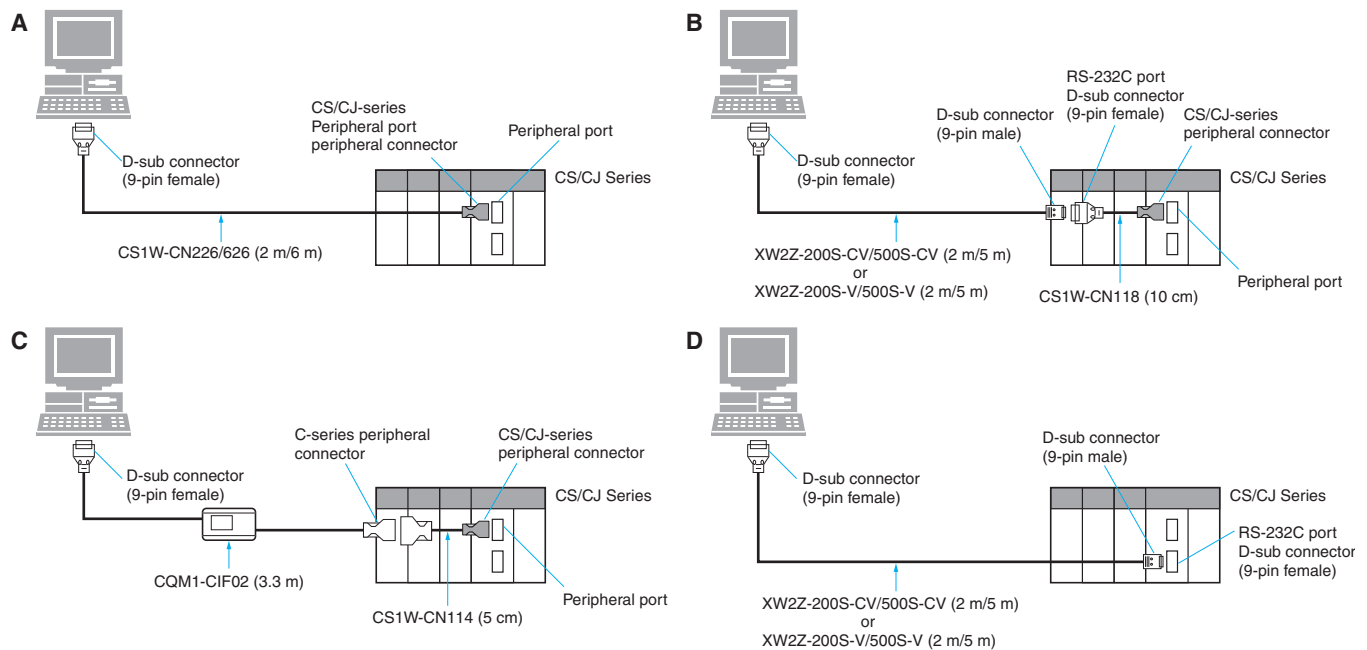 A
CS/CJ-series
Peripheral port
peripheral connector
Peripheral port
D-sub connector
(9-pin female)
CS/CJ Series
CS1W-CN226/626 (2 m/6 m)
B
RS-232C port
D-sub connector
(9-pin female)
D-sub connector
(9-pin male)
CS/CJ-series
peripheral connector
D-sub connector
(9-pin female)
CS/CJ Series
XW2Z-200S-CV/500S-CV (2 m/5 m)
or
XW2Z-200S-V/500S-V (2 m/5 m)
CS1W-CN118 (10 cm)
Peripheral port
C
C-series peripheral
connector
CS/CJ-series
peripheral connector
D-sub connector
(9-pin female)
CS/CJ Series
CQM1-CIF02 (3.3 m)
CS1W-CN114 (5 cm)
Peripheral port
D
D-sub connector
(9-pin male)
D-sub connector
(9-pin female)
CS/CJ Series
RS-232C port
D-sub connector
(9-pin female)
XW2Z-200S-CV/500S-CV (2 m/5 m)
or
XW2Z-200S-V/500S-V (2 m/5 m)